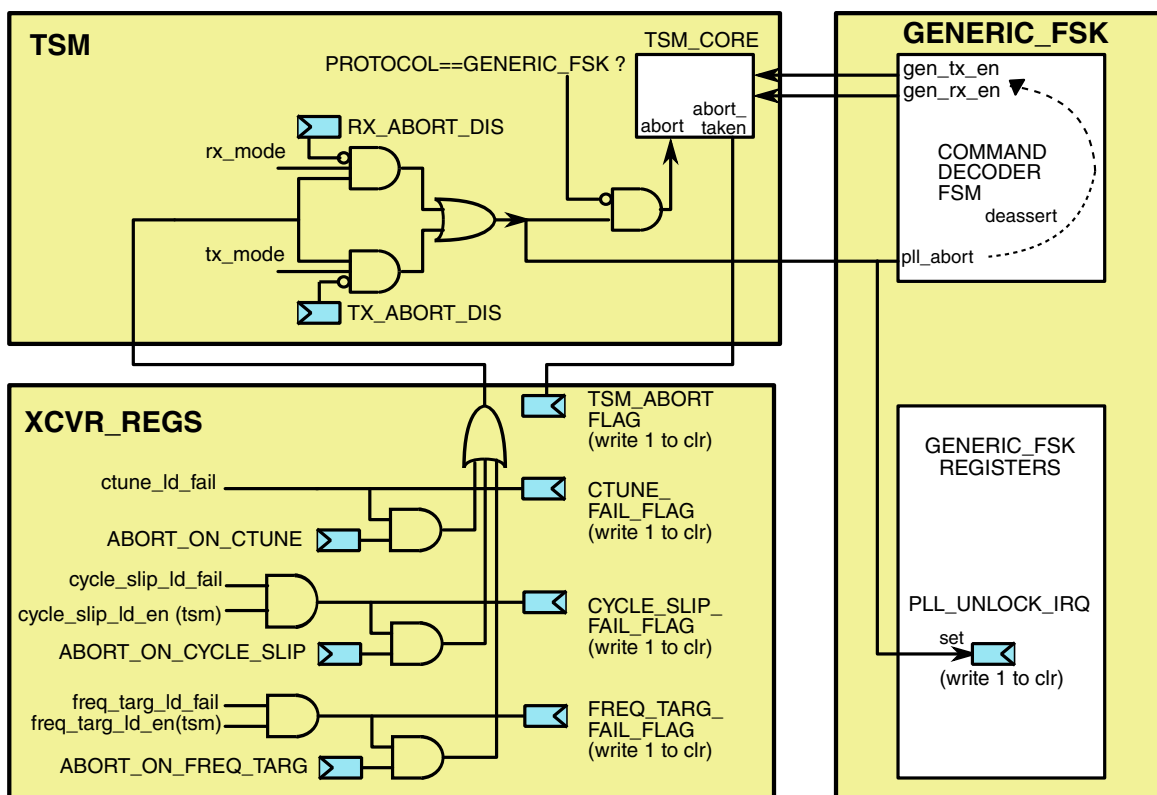 TSM
TSM_CORE
PROTOCOL==GENERIC_FSK ?
abort_
taken
abort
RX_ABORT_DIS
rx_mode
tx_mode
TX_ABORT_DIS
GENERIC_FSK
gen_tx_en
gen_rx_en
COMMAND
DECODER
FSM
deassert
pll_abort
XCVR_REGS
TSM_ABORT
FLAG
(write 1 to clr)
ctune_ld_fail
CTUNE_
FAIL_FLAG
(write 1 to clr)
ABORT_ON_CTUNE
cycle_slip_ld_fail
cycle_slip_ld_en (tsm)
CYCLE_SLIP_
FAIL_FLAG
(write 1 to clr)
ABORT_ON_CYCLE_SLIP
freq_targ_ld_fail
freq_targ_ld_en(tsm)
FREQ_TARG_
FAIL_FLAG
(write 1 to clr)
ABORT_ON_FREQ_TARG
GENERIC_FSK
REGISTERS
PLL_UNLOCK_IRQ
set
(write 1 to clr)